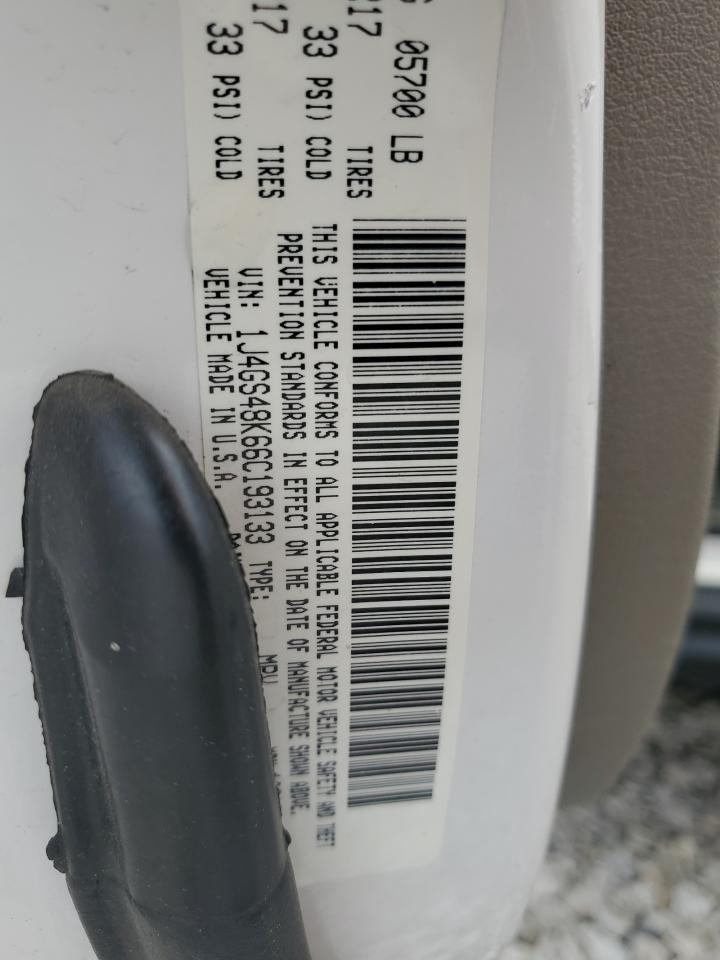 G 05700 LB
R17 TIRES
33 PSI) COLD
17 TIRES
33 PSI) COLD
THIS VEHICLE CONFORMS TO ALL APPLICABLE FEDERAL MOTOR VEHICLE SAFETY AND THEFT
PREVENTION STANDARDS IN EFFECT ON THE DATE OF MANUFACTURE SHOWN ABOVE.
VIN: 1J4GS48K66C193133 TYPE: MPV
VEHICLE MADE IN U.S.A.